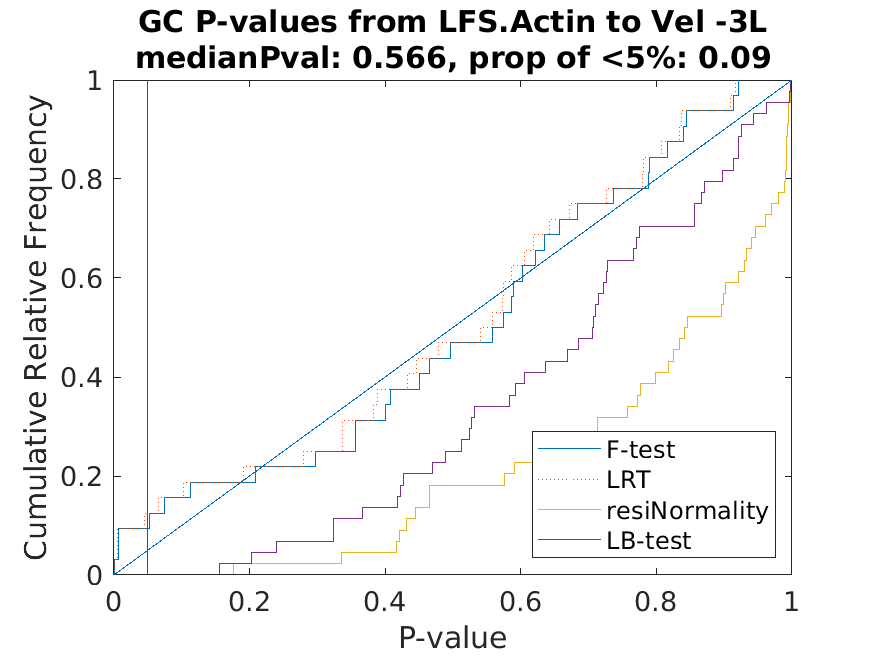 GC P-values from LFS.Actin to Vel -3L
medianPval: 0.566, prop of <5%: 0.09
Cumulative Relative Frequency
1
0.8
0.6
0.4
0.2
0
0
0.2
0.4
0.6
0.8
1
P-value
F-test
LRT
resiNormality
LB-test